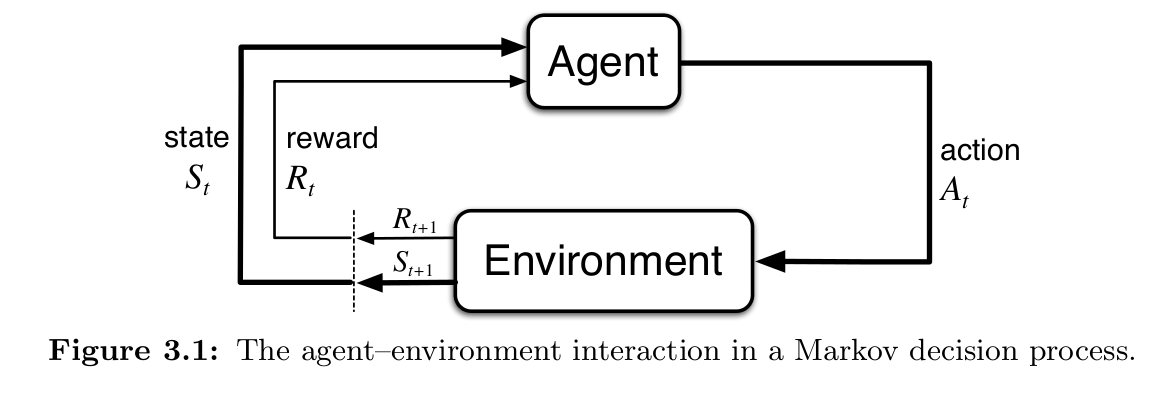 Agent
state
S_t
reward
R_t
action
A_t
R_{t+1}
S_{t+1}
Environment
Figure 3.1: The agent–environment interaction in a Markov decision process.